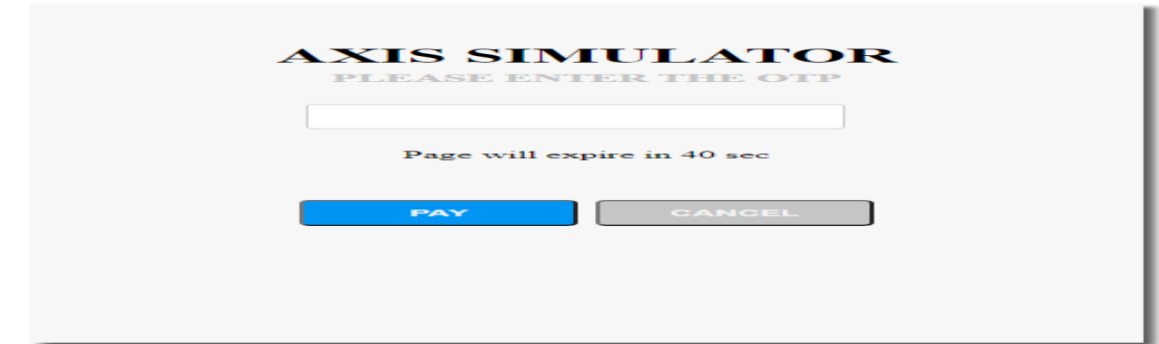 AXIS SIMULATOR
PLEASE ENTER THE OTP
Page will expire in 40 sec
PAY CANCEL